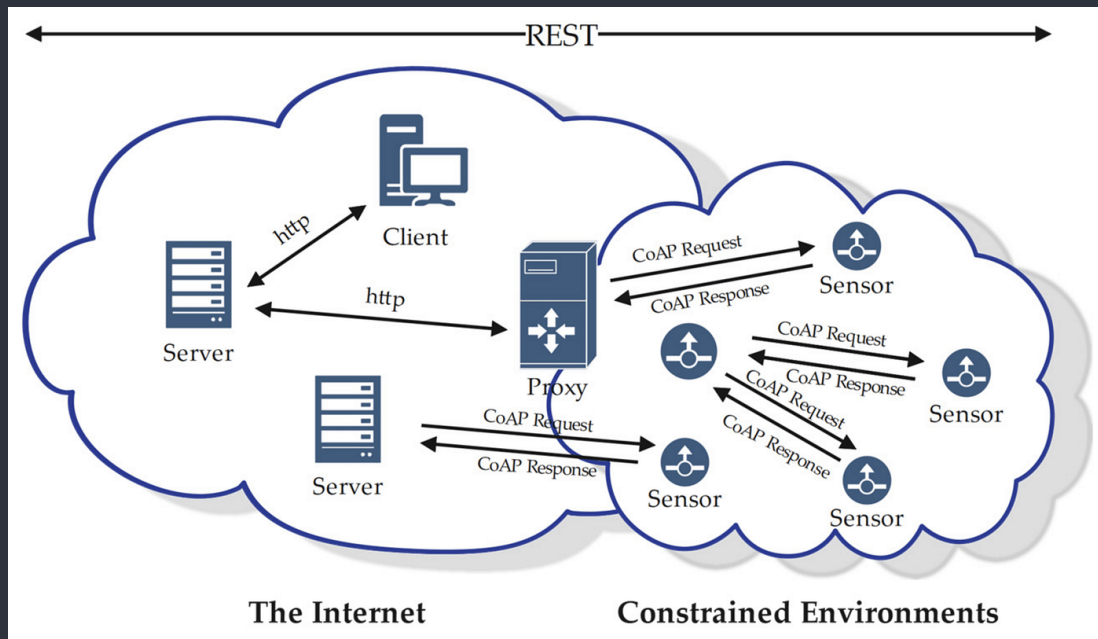 REST
http
Client
http
Server
Proxy
Server
CoAP Request
CoAP Response
Sensor
CoAP Request
CoAP Response
Sensor
CoAP Request
CoAP Response
Sensor
CoAP Request
CoAP Response
Sensor
The Internet
Constrained Environments